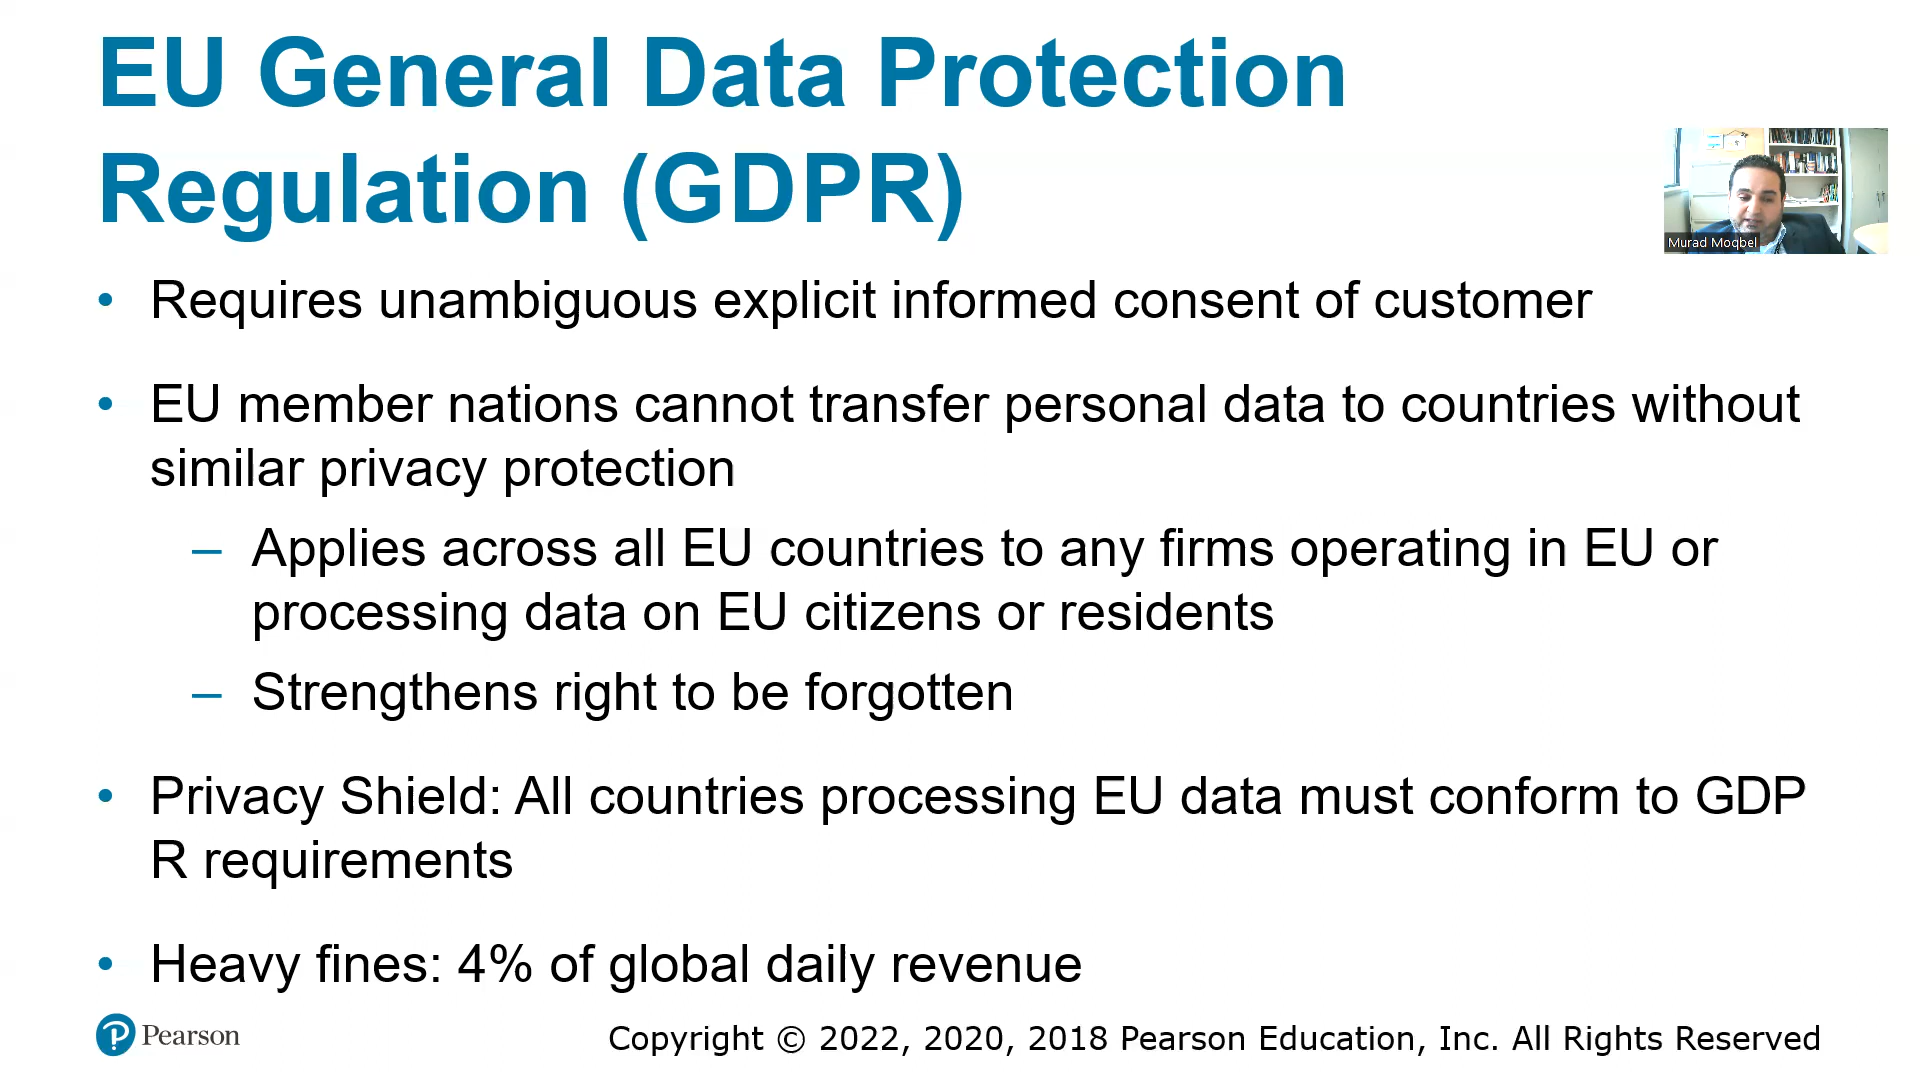 EU General Data Protection
Regulation (GDPR)
Murad Moqbel
• Requires unambiguous explicit informed consent of customer
• EU member nations cannot transfer personal data to countries without
similar privacy protection
– Applies across all EU countries to any firms operating in EU or
processing data on EU citizens or residents
– Strengthens right to be forgotten
• Privacy Shield: All countries processing EU data must conform to GDP
R requirements
• Heavy fines: 4% of global daily revenue
Pearson
Copyright © 2022, 2020, 2018 Pearson Education, Inc. All Rights Reserved